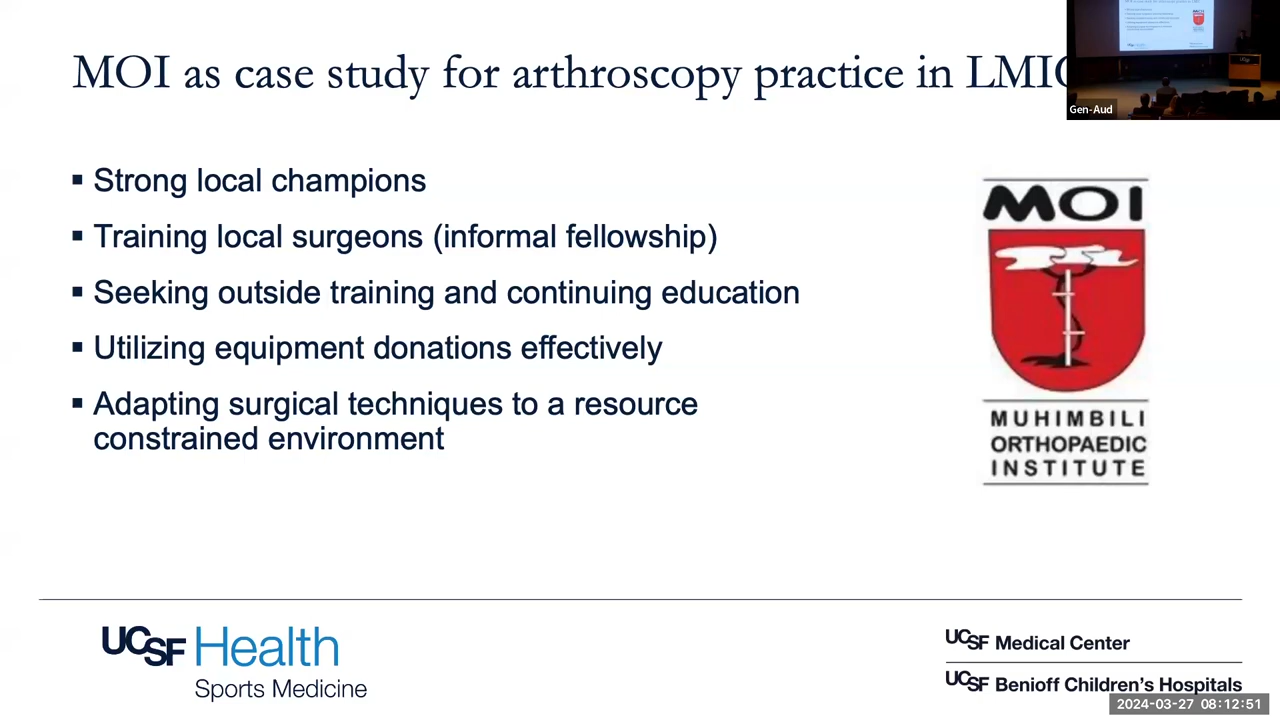 MOI as case study for arthroscopy practice in LMIC
Gen-Aud
▪ Strong local champions
▪ Training local surgeons (informal fellowship)
▪ Seeking outside training and continuing education
▪ Utilizing equipment donations effectively
▪ Adapting surgical techniques to a resource
constrained environment
MOI
MUHIMBILI
ORTHOPAEDIC
INSTITUTE
UCSF Health
Sports Medicine
UCSF Medical Center
UCSF Benioff Children's Hospitals
2024-03-27 08:12:51